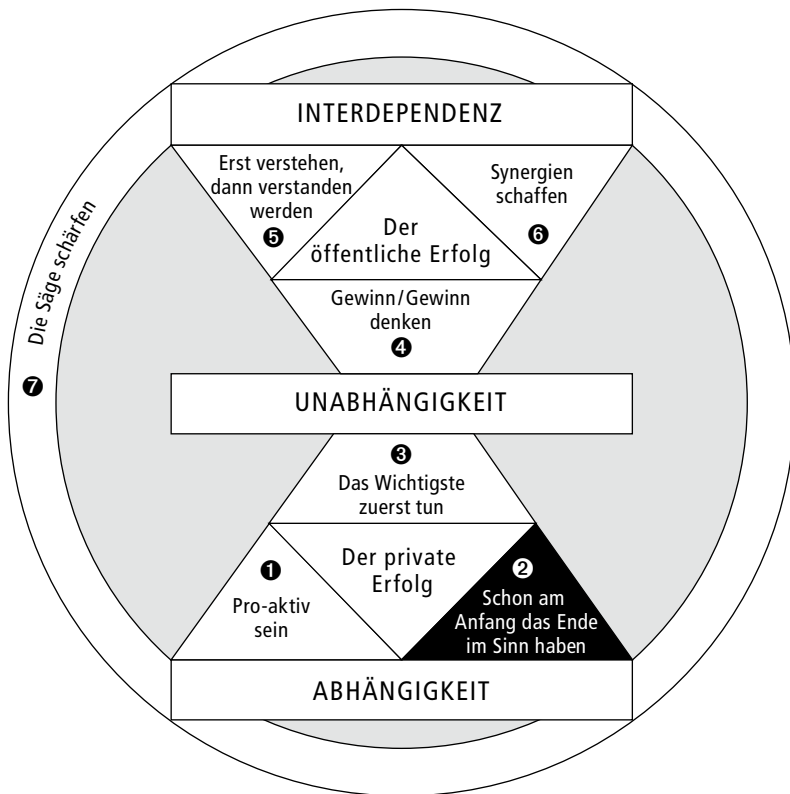 INTERDEPENDENZ
Erst verstehen,
dann verstanden
werden
❺
Synergien
schaffen
❻
Der
öffentliche Erfolg
Gewinn/Gewinn
denken
❹
Die Säge schärfen
❼
UNABHÄNGIGKEIT
❸
Das Wichtigste
zuerst tun
❶
Pro-aktiv
sein
Der private
Erfolg
❷
Schon am
Anfang das Ende
im Sinn haben
ABHÄNGIGKEIT